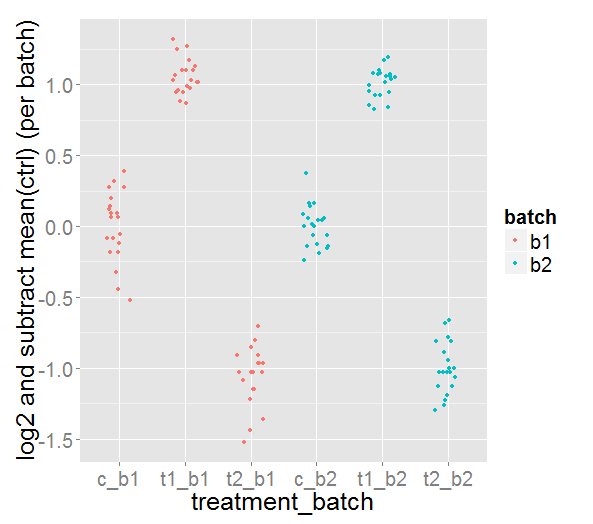 log2 and subtract mean(ctrl) (per batch)
1.0
0.5
0.0
-0.5
-1.0
-1.5
c_b1 t1_b1 t2_b1 c_b2 t1_b2 t2_b2
treatment_batch
batch
b1
b2